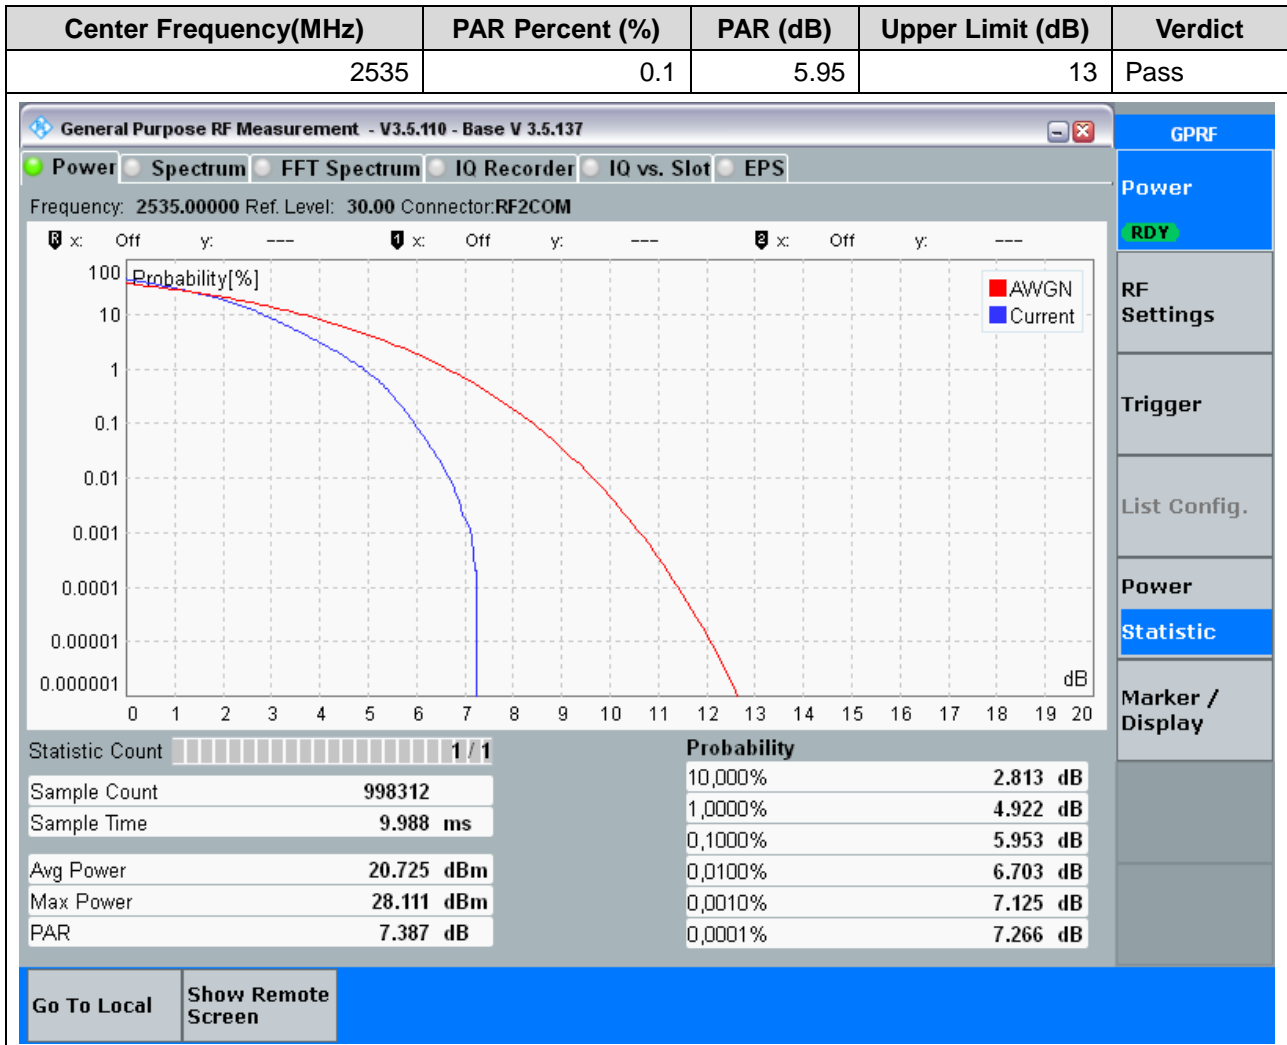 Center Frequency(MHz) PAR Percent (%) PAR (dB) Upper Limit (dB) Verdict
2535 0.1 5.95 13 Pass
General Purpose RF Measurement - V3.5.110 - Base V 3.5.137
GPRF
Power Spectrum FFT Spectrum IQ Recorder IQ vs. Slot EPS
Power
RDY
Frequency: 2535.00000 Ref. Level: 30.00 Connector:RF2COM
R x: Off y: --- 1 x: Off y: --- 2 x: Off y: ---
Probability[%]
AWGN
Current
100
10
1
0.1
0.01
0.001
0.0001
0.00001
0.000001
dB
0 1 2 3 4 5 6 7 8 9 10 11 12 13 14 15 16 17 18 19 20
RF
Settings
Trigger
List Config.
Power
Statistic
Marker /
Display
Statistic Count 1 / 1
Sample Count 998312
Sample Time 9.988 ms
Avg Power 20.725 dBm
Max Power 28.111 dBm
PAR 7.387 dB
Probability
10,000% 2.813 dB
1,0000% 4.922 dB
0,1000% 5.953 dB
0,0100% 6.703 dB
0,0010% 7.125 dB
0,0001% 7.266 dB
Go To Local
Show Remote
Screen